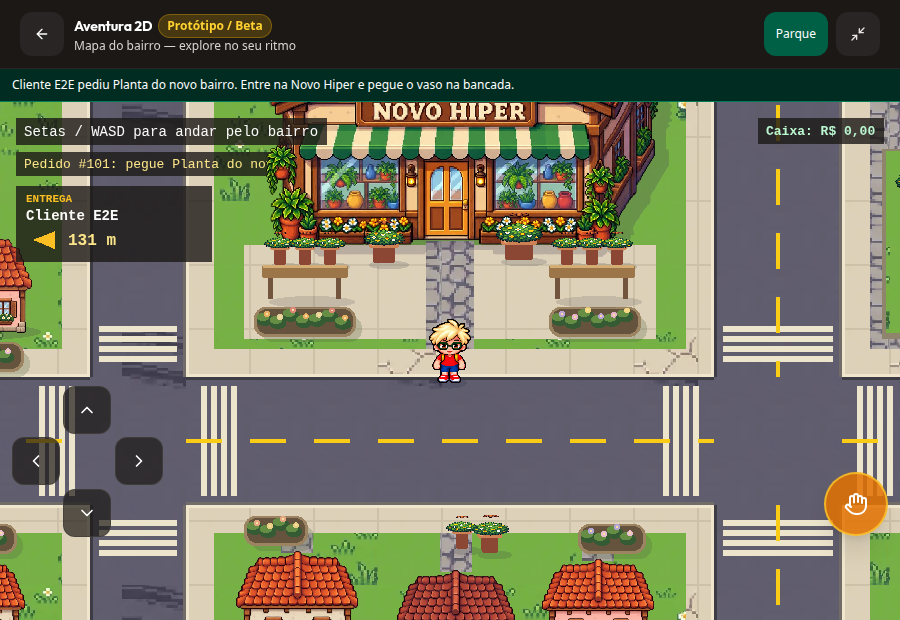 Aventura 2D
Protótipo / Beta
Mapa do bairro — explore no seu ritmo
Parque
Cliente E2E pediu Planta do novo bairro. Entre na Novo Hiper e pegue o vaso na bancada.
NOVO HIPER
Setas / WASD para andar pelo bairro
Caixa: R$ 0,00
Pedido #101: pegue Planta do no
ENTREGA
Cliente E2E
131 m